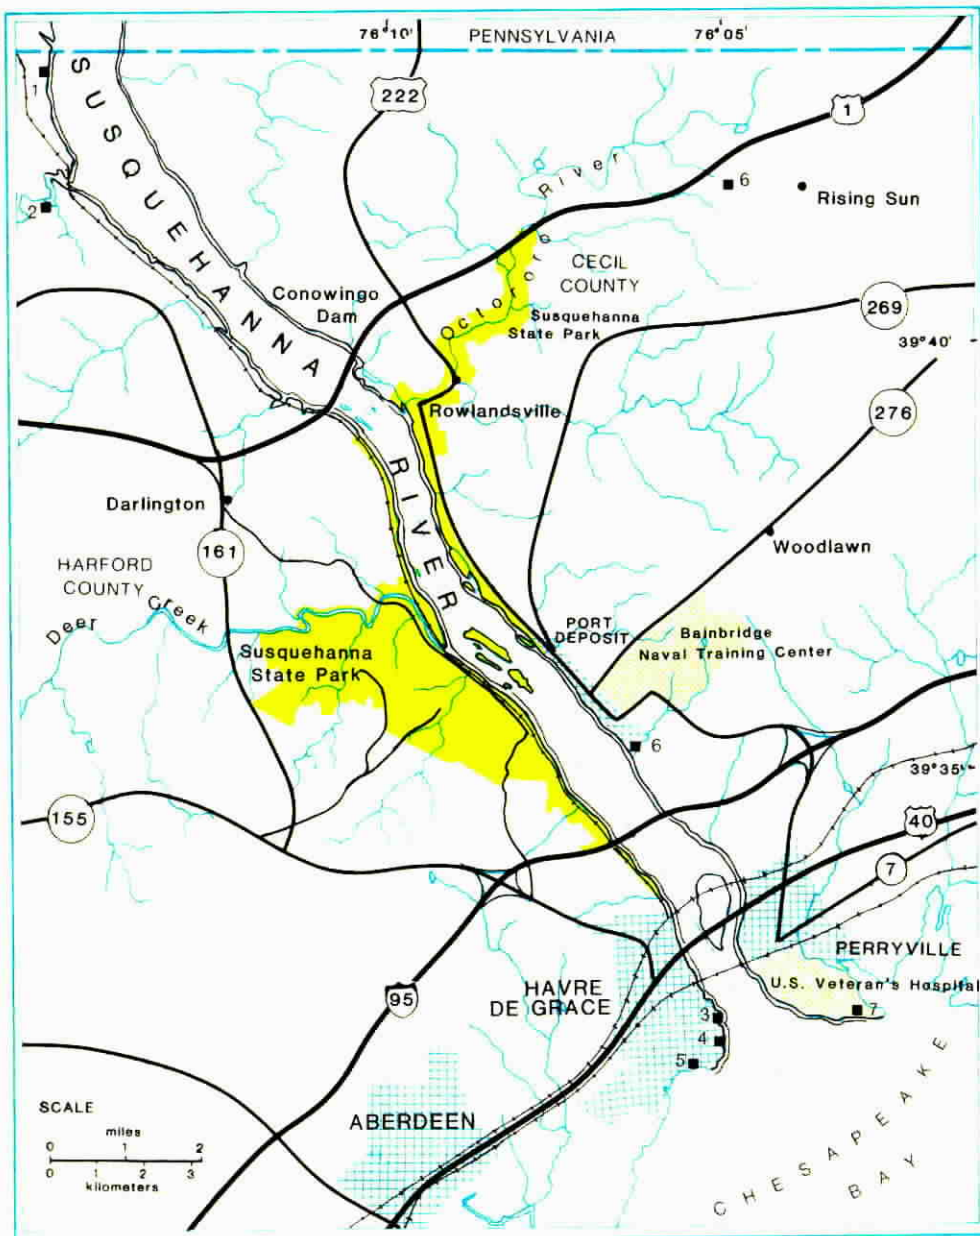 76°10'
PENNSYLVANIA
76°05'
SUSQUEHANNA
RIVER
1
222
1
Octororo River
6
Rising Sun
2
CECIL
COUNTY
Conowingo
Dam
Susquehanna
State Park
269
39°40'
Rowlandsville
276
Darlington
161
Woodlawn
HARFORD
COUNTY
Deer Creek
PORT
DEPOSIT
Bainbridge
Naval Training Center
Susquehanna
State Park
6
39°35'
155
40
7
PERRYVILLE
U.S. Veteran's Hospital
HAVRE
DE GRACE
95
3
7
4
5
ABERDEEN
SCALE
miles
0 1 2
0 1 2 3
kilometers
CHESAPEAKE
BAY